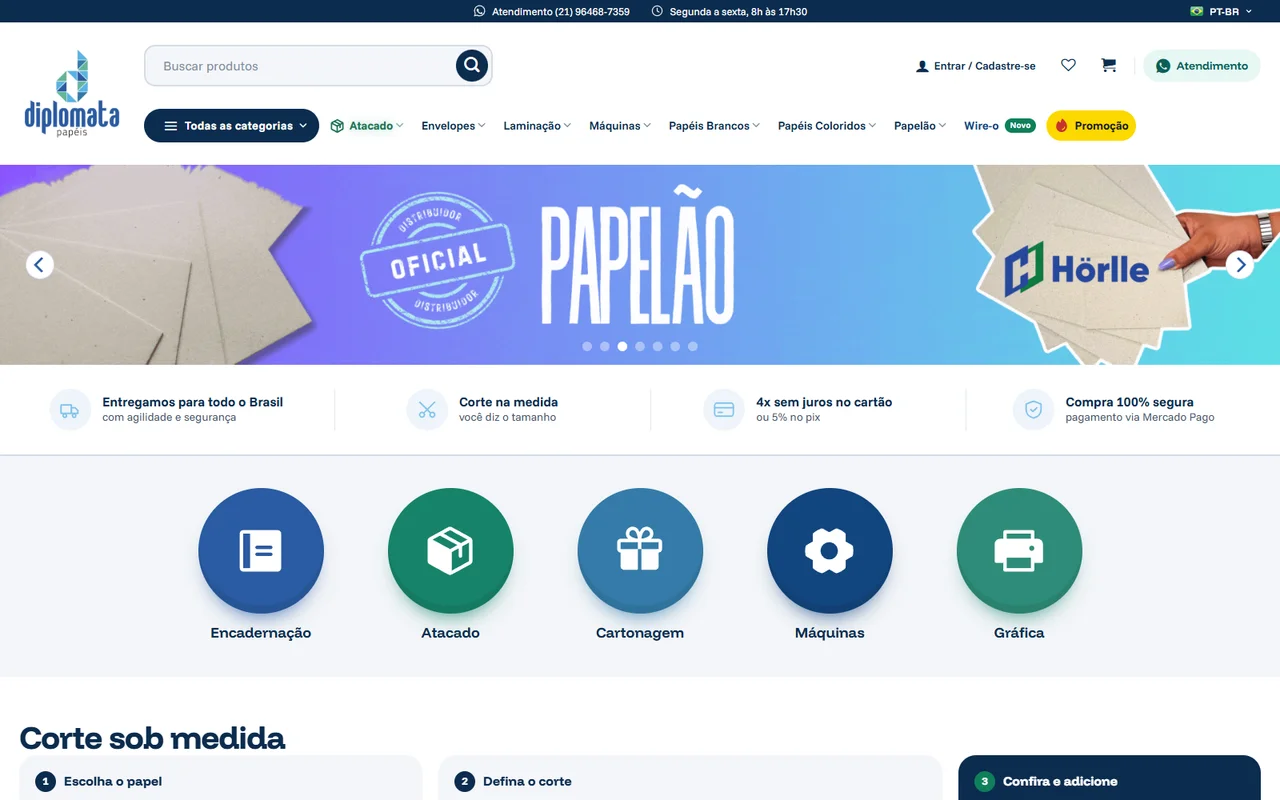 Atendimento (21) 96468-7359
Segunda a sexta, 8h às 17h30
PT-BR
diplomata
papéis
Buscar produtos
Entrar / Cadastre-se
Atendimento
Todas as categorias
Atacado
Envelopes
Laminação
Máquinas
Papéis Brancos
Papéis Coloridos
Papelão
Wire-o
Novo
Promoção
DISTRIBUIDOR
OFICIAL
DISTRIBUIDOR
PAPELÃO
Hörlle
Entregamos para todo o Brasil
com agilidade e segurança
Corte na medida
você diz o tamanho
4x sem juros no cartão
ou 5% no pix
Compra 100% segura
pagamento via Mercado Pago
Encadernação
Atacado
Cartonagem
Máquinas
Gráfica
Corte sob medida
1 Escolha o papel
2 Defina o corte
3 Confira e adicione